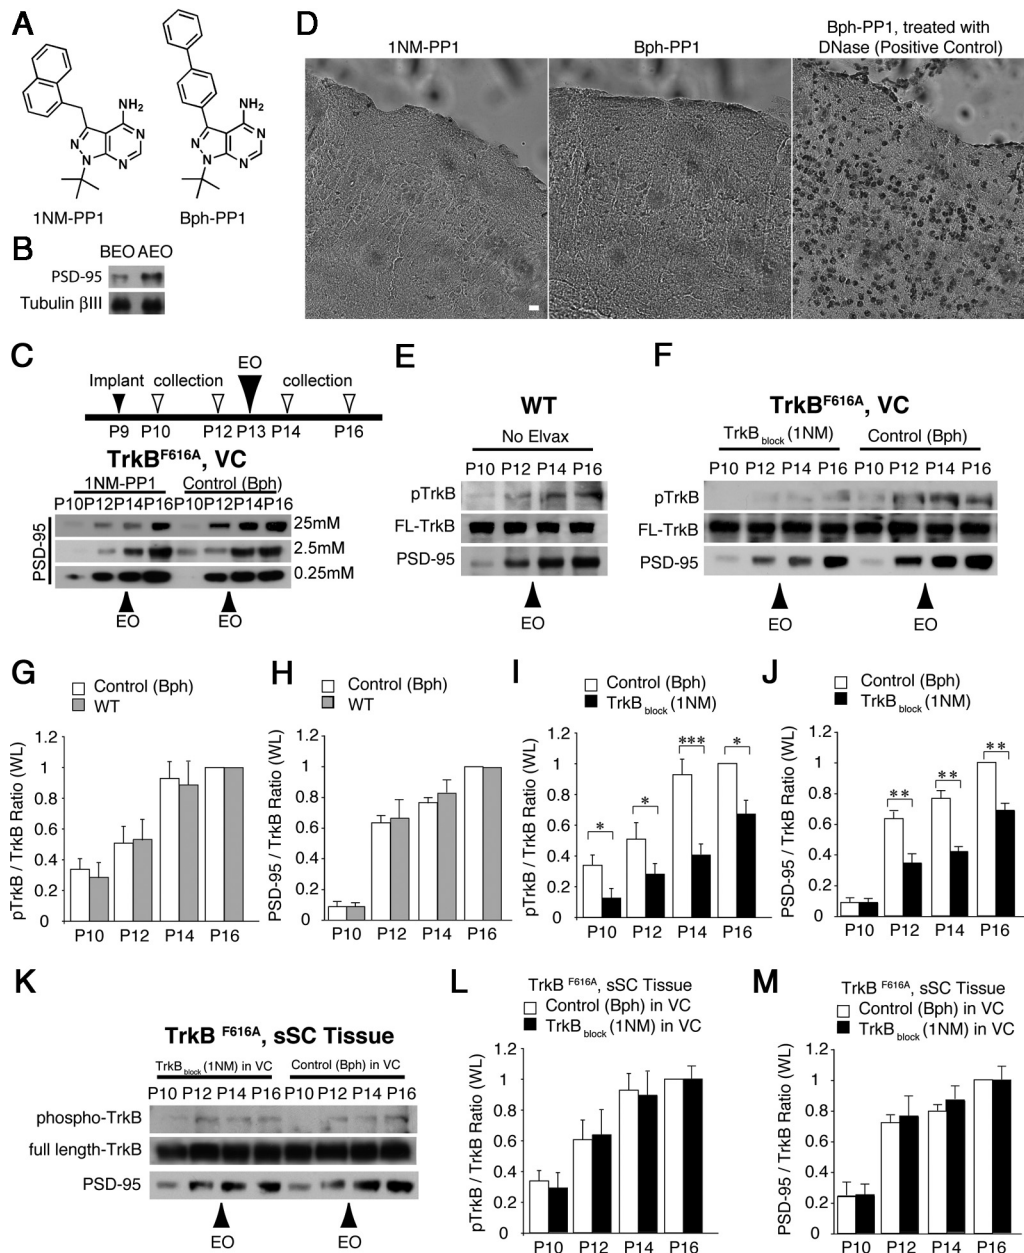 A
NH2
N
N
N
N
N
1NM-PP1
NH2
N
N
N
N
N
Bph-PP1
B
BEO AEO
PSD-95
Tubulin βIII
D
1NM-PP1
Bph-PP1
Bph-PP1, treated with
DNase (Positive Control)
C
EO
Implant collection collection
P9 P10 P12 P13 P14 P16
TrkBF616A, VC
1NM-PP1 Control (Bph)
P10 P12 P14 P16 P10 P12 P14 P16
PSD-95
25mM
2.5mM
0.25mM
EO EO
E
WT
No Elvax
P10 P12 P14 P16
pTrkB
FL-TrkB
PSD-95
EO
F
TrkBF616A, VC
TrkBblock (1NM) Control (Bph)
P10 P12 P14 P16 P10 P12 P14 P16
pTrkB
FL-TrkB
PSD-95
EO EO
G
Control (Bph)
WT
pTrkB / TrkB Ratio (WL)
1.2
1
0.8
0.6
0.4
0.2
0
P10 P12 P14 P16
H
Control (Bph)
WT
PSD-95 / TrkB Ratio (WL)
1.2
1
0.8
0.6
0.4
0.2
0
P10 P12 P14 P16
I
Control (Bph)
TrkBblock (1NM)
pTrkB / TrkB Ratio (WL)
1.2
1
0.8
0.6
0.4
0.2
0
* * *** *
P10 P12 P14 P16
J
Control (Bph)
TrkBblock (1NM)
PSD-95 / TrkB Ratio (WL)
1.2
1
0.8
0.6
0.4
0.2
0
** ** **
P10 P12 P14 P16
K
TrkB F616A, sSC Tissue
TrkBblock (1NM) in VC Control (Bph) in VC
P10 P12 P14 P16 P10 P12 P14 P16
phospho-TrkB
full length-TrkB
PSD-95
EO EO
L
TrkB F616A, sSC Tissue
Control (Bph) in VC
TrkBblock (1NM) in VC
pTrkB / TrkB Ratio (WL)
1.2
1
0.8
0.6
0.4
0.2
0
P10 P12 P14 P16
M
TrkB F616A, sSC Tissue
Control (Bph) in VC
TrkBblock (1NM) in VC
PSD-95 / TrkB Ratio (WL)
1.2
1
0.8
0.6
0.4
0.2
0
P10 P12 P14 P16